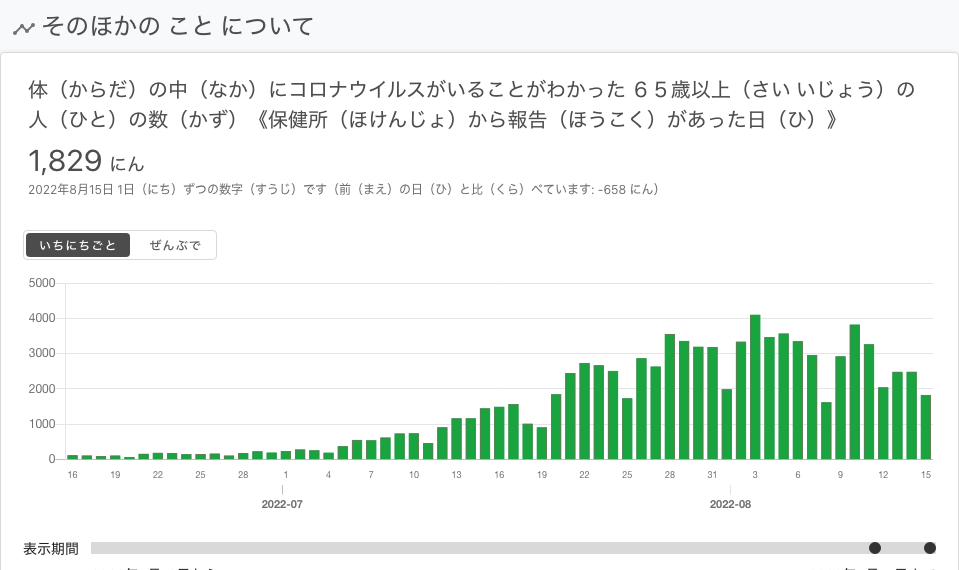 そのほかの こと について
体（からだ）の中（なか）にコロナウイルスがいることがわかった ６５歳以上（さい いじょう）の
人（ひと）の数（かず）《保健所（ほけんじょ）から報告（ほうこく）があった日（ひ）》
1,829 にん
2022年8月15日 1日（にち）ずつの数字（すうじ）です（前（まえ）の日（ひ）と比（くら）べています: -658 にん）
いちにちごと ぜんぶで
5000
4000
3000
2000
1000
0
16 19 22 25 28 1 4 7 10 13 16 19 22 25 28 31 3 6 9 12 15
2022-07 2022-08
表示期間